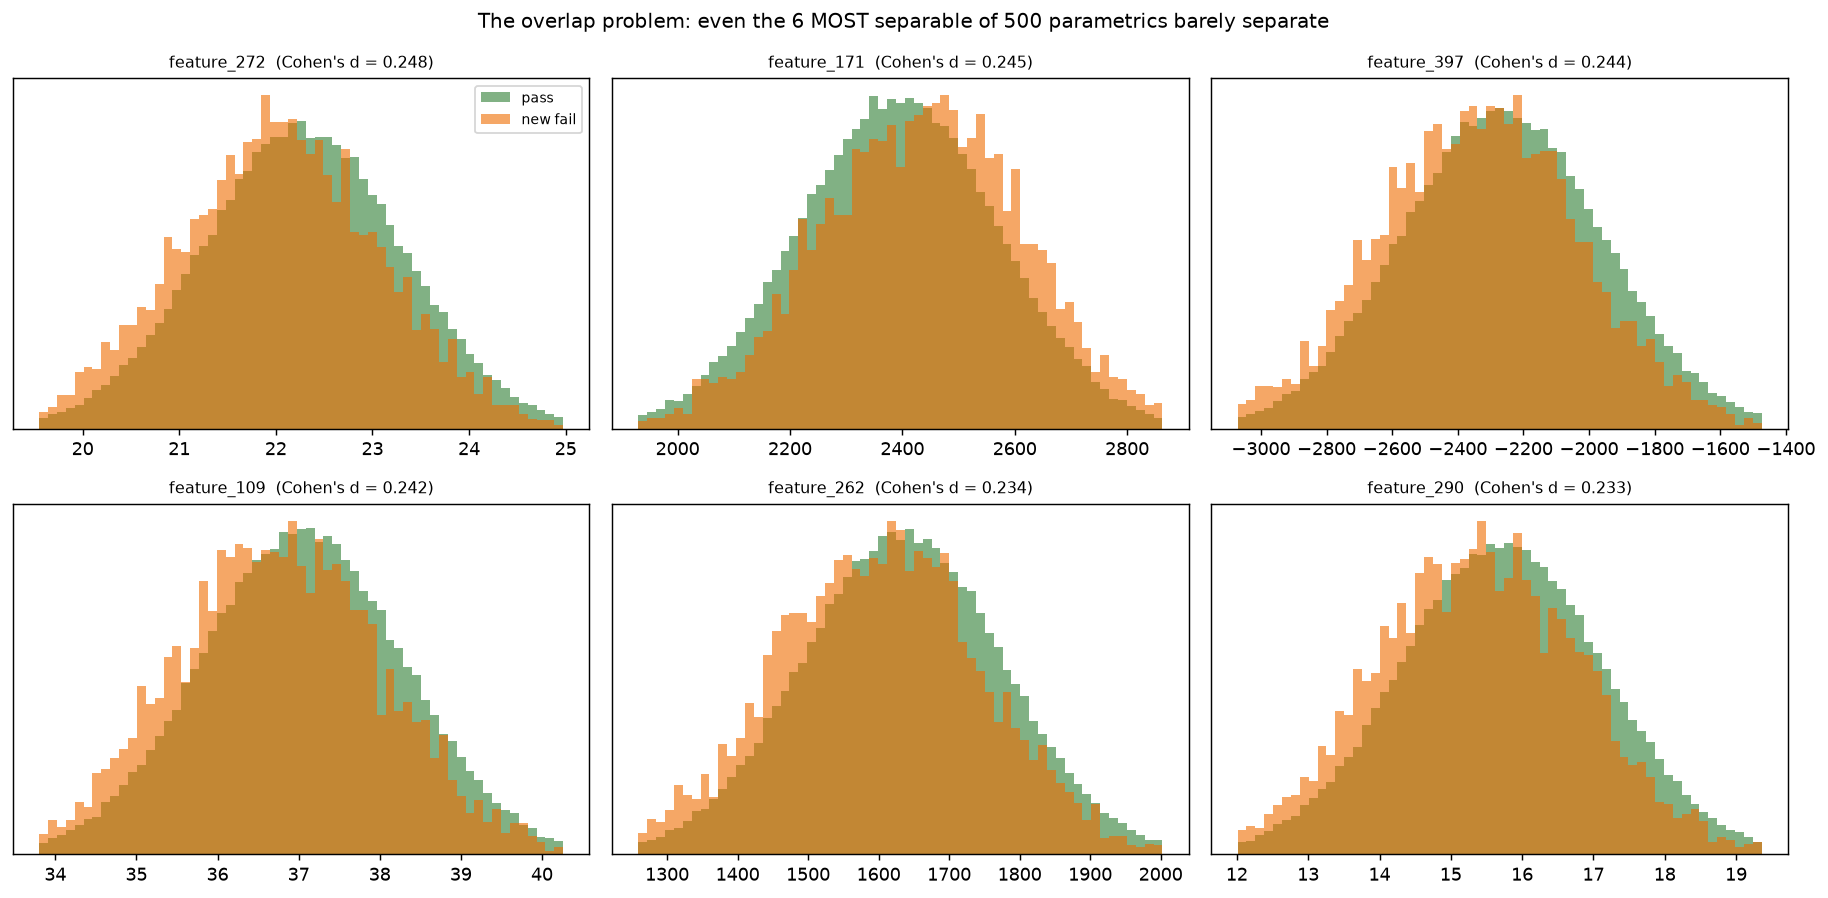 The overlap problem: even the 6 MOST separable of 500 parametrics barely separate
feature_272 (Cohen's d = 0.248)
feature_171 (Cohen's d = 0.245)
feature_397 (Cohen's d = 0.244)
pass
new fail
20 21 22 23 24 25
2000 2200 2400 2600 2800
−3000 −2800 −2600 −2400 −2200 −2000 −1800 −1600 −1400
feature_109 (Cohen's d = 0.242)
feature_262 (Cohen's d = 0.234)
feature_290 (Cohen's d = 0.233)
34 35 36 37 38 39 40
1300 1400 1500 1600 1700 1800 1900 2000
12 13 14 15 16 17 18 19